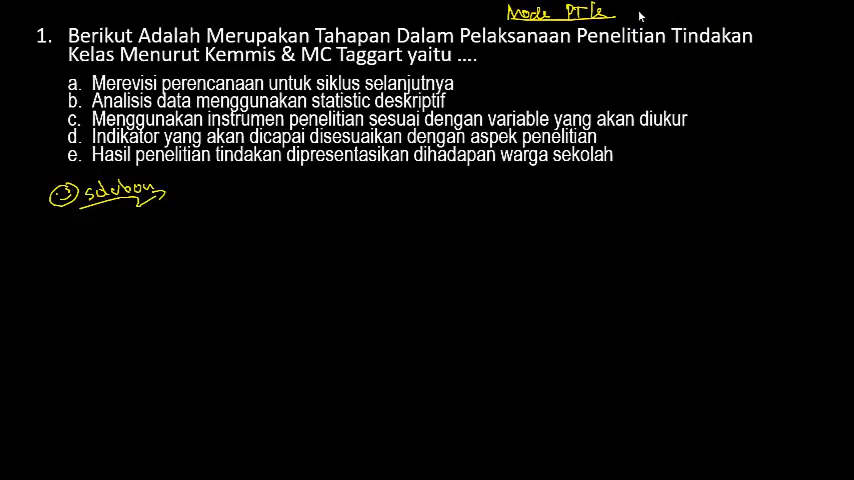 Mode PTK
1. Berikut Adalah Merupakan Tahapan Dalam Pelaksanaan Penelitian Tindakan
Kelas Menurut Kemmis & MC Taggart yaitu ....
a. Merevisi perencanaan untuk siklus selanjutnya
b. Analisis data menggunakan statistic deskriptif
c. Menggunakan instrumen penelitian sesuai dengan variable yang akan diukur
d. Indikator yang akan dicapai disesuaikan dengan aspek penelitian
e. Hasil penelitian tindakan dipresentasikan dihadapan warga sekolah